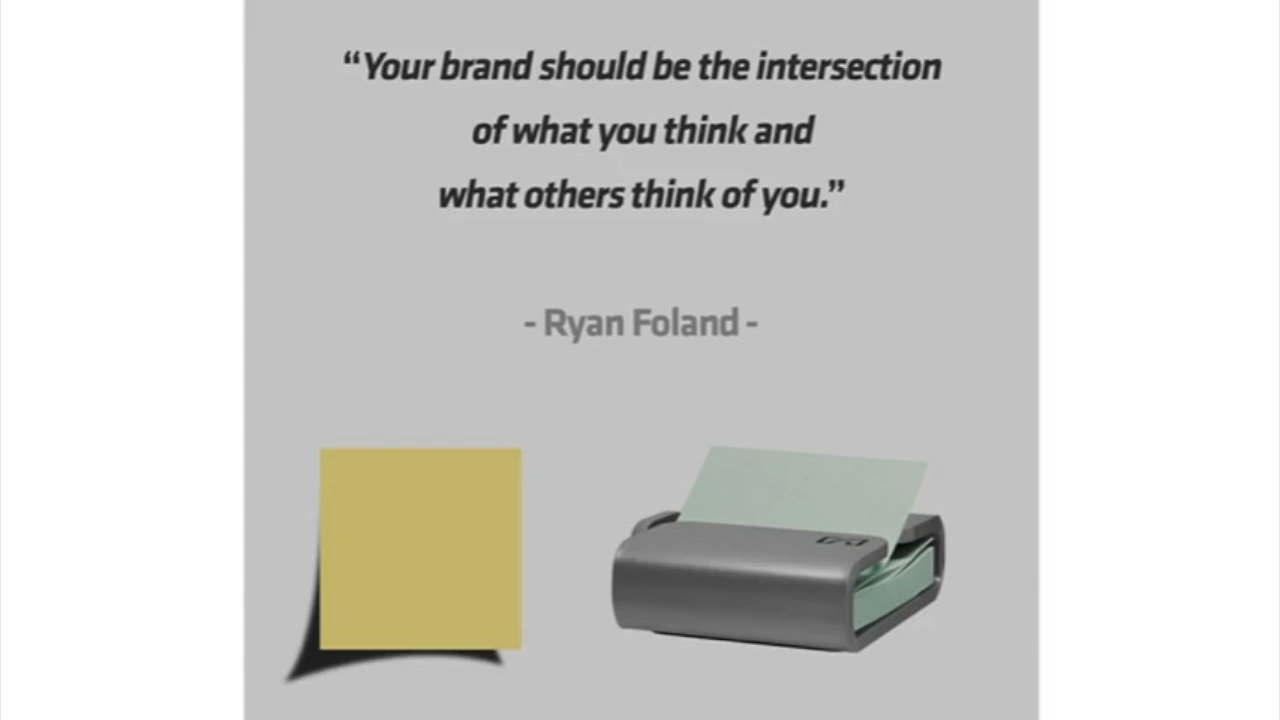 “Your brand should be the intersection
of what you think and
what others think of you.”
- Ryan Foland -